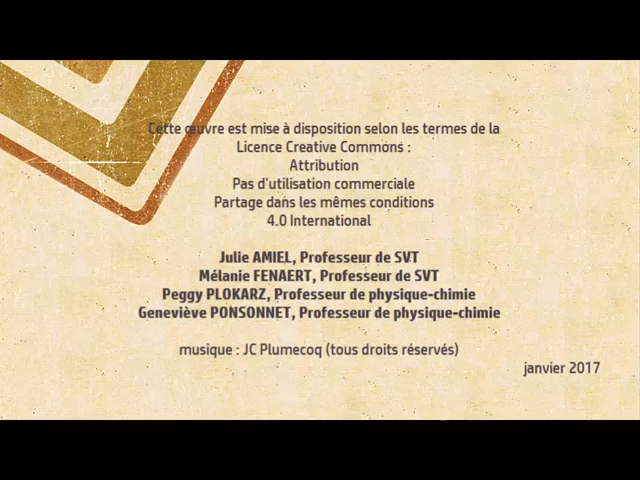 Cette œuvre est mise à disposition selon les termes de la
Licence Creative Commons :
Attribution
Pas d'utilisation commerciale
Partage dans les mêmes conditions
4.0 International
Julie AMIEL, Professeur de SVT
Mélanie FENAERT, Professeur de SVT
Peggy PLOKARZ, Professeur de physique-chimie
Geneviève PONSONNET, Professeur de physique-chimie
musique : JC Plumecoq (tous droits réservés)
janvier 2017